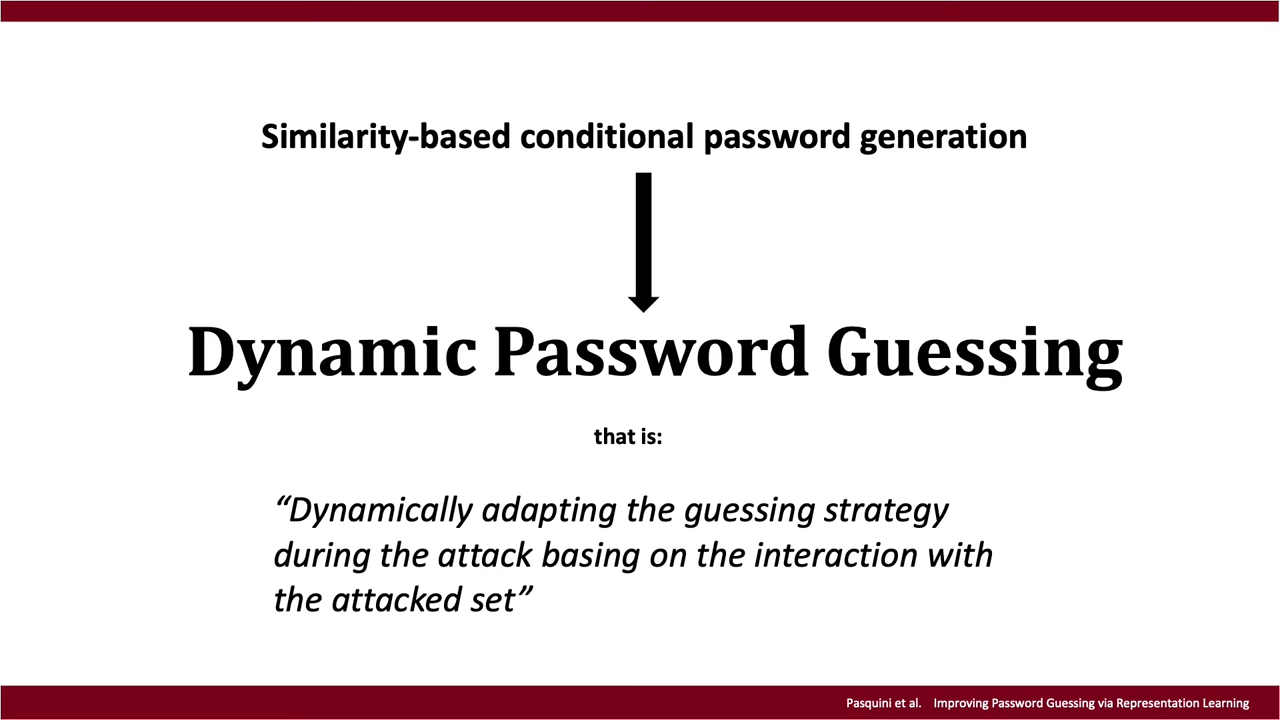 Similarity-based conditional password generation
Dynamic Password Guessing
that is:
“Dynamically adapting the guessing strategy
during the attack basing on the interaction with
the attacked set”
Pasquini et al. Improving Password Guessing via Representation Learning